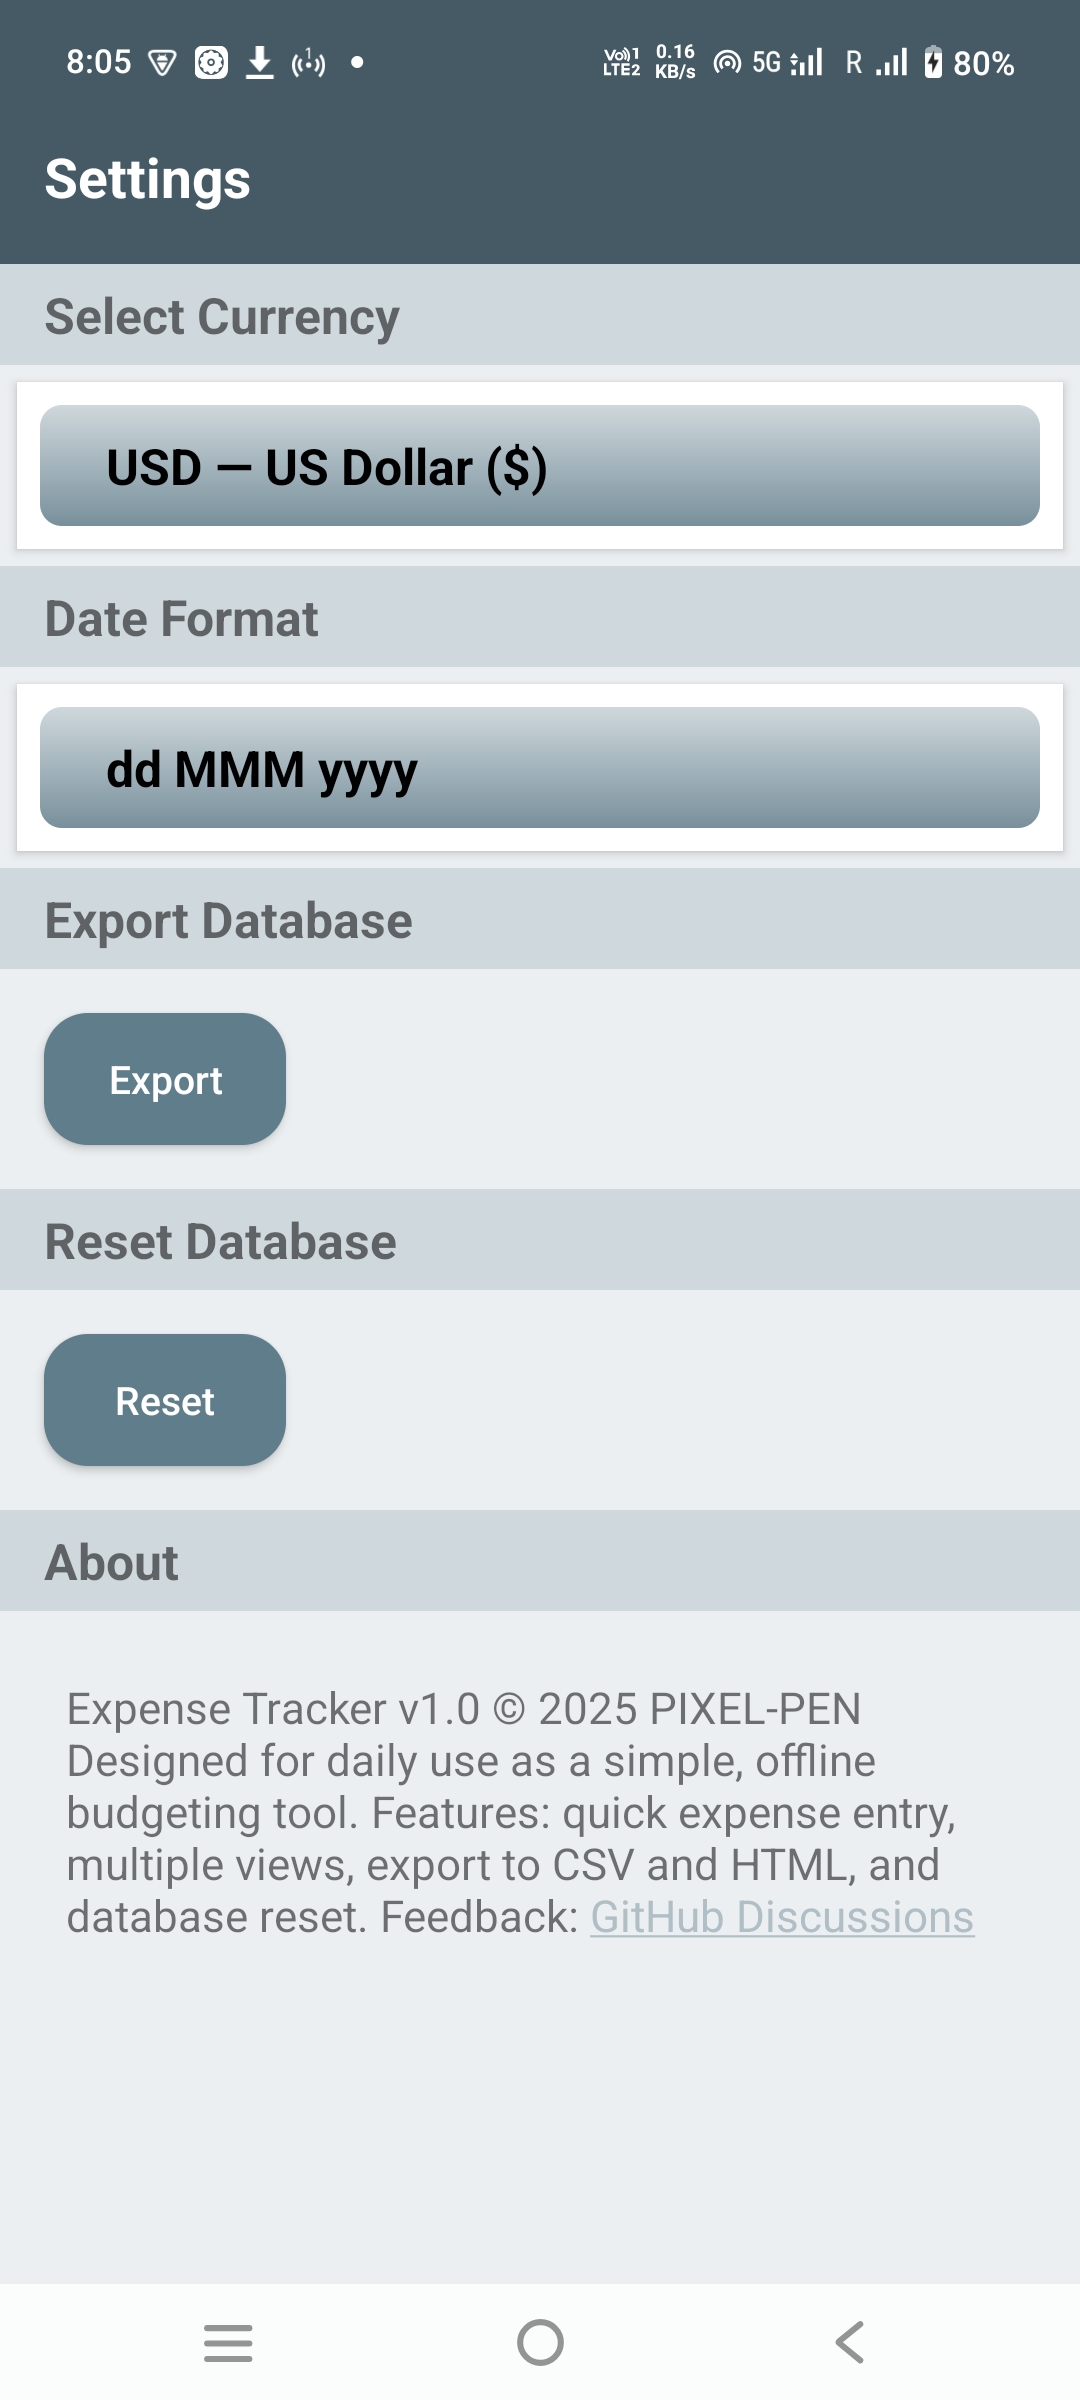 8:05 1 Vo))1 LTE2 0.16 KB/s 5G R 80%
Settings
Select Currency
USD — US Dollar ($)
Date Format
dd MMM yyyy
Export Database
Export
Reset Database
Reset
About
Expense Tracker v1.0 © 2025 PIXEL-PEN
Designed for daily use as a simple, offline
budgeting tool. Features: quick expense entry,
multiple views, export to CSV and HTML, and
database reset. Feedback: GitHub Discussions